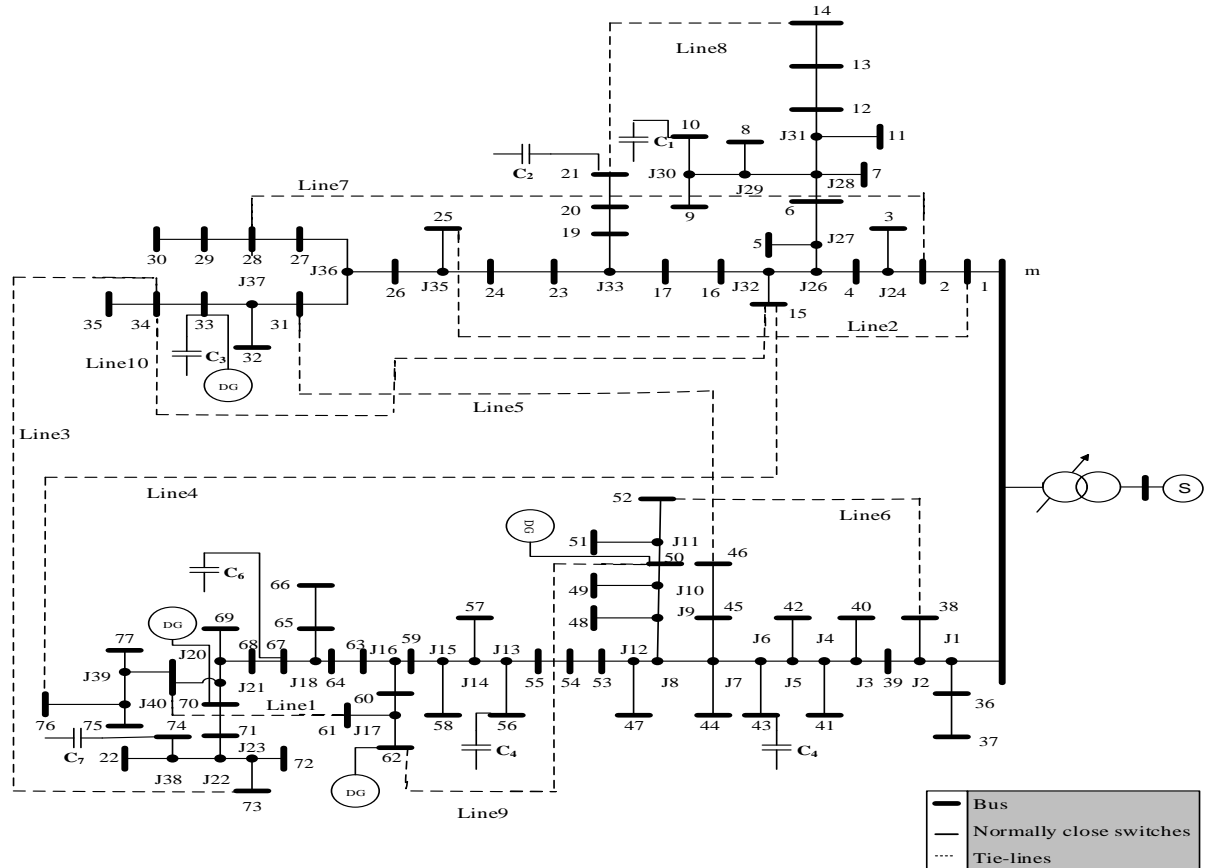 14
Line8
13
12
10
8
C1
J31
11
C2
21
J30
J29
J28
7
Line7
9
20
6
3
25
19
5
J27
30
29
28
27
J36
J37
26
J35
24
23
J33
17
16
J32
J26
4
J24
2
1
m
15
35
34
33
31
Line2
Line10
C3
32
DG
Line5
Line3
Line4
52
Line6
S
DG
51
J11
50
46
C6
66
49
J10
57
J9
45
42
40
38
DG
69
65
48
J6
J4
J1
77
J20
68
67
63
J16
59
J15
J13
J12
J39
J21
J18
64
J14
55
54
53
J8
J7
J5
J3
39
J2
36
J40
70
Line1
60
76
75
74
71
61
J17
58
56
47
44
43
41
37
C7
22
J23
72
62
C4
C4
J38
J22
DG
73
Line9
Bus
Normally close switches
Tie-lines